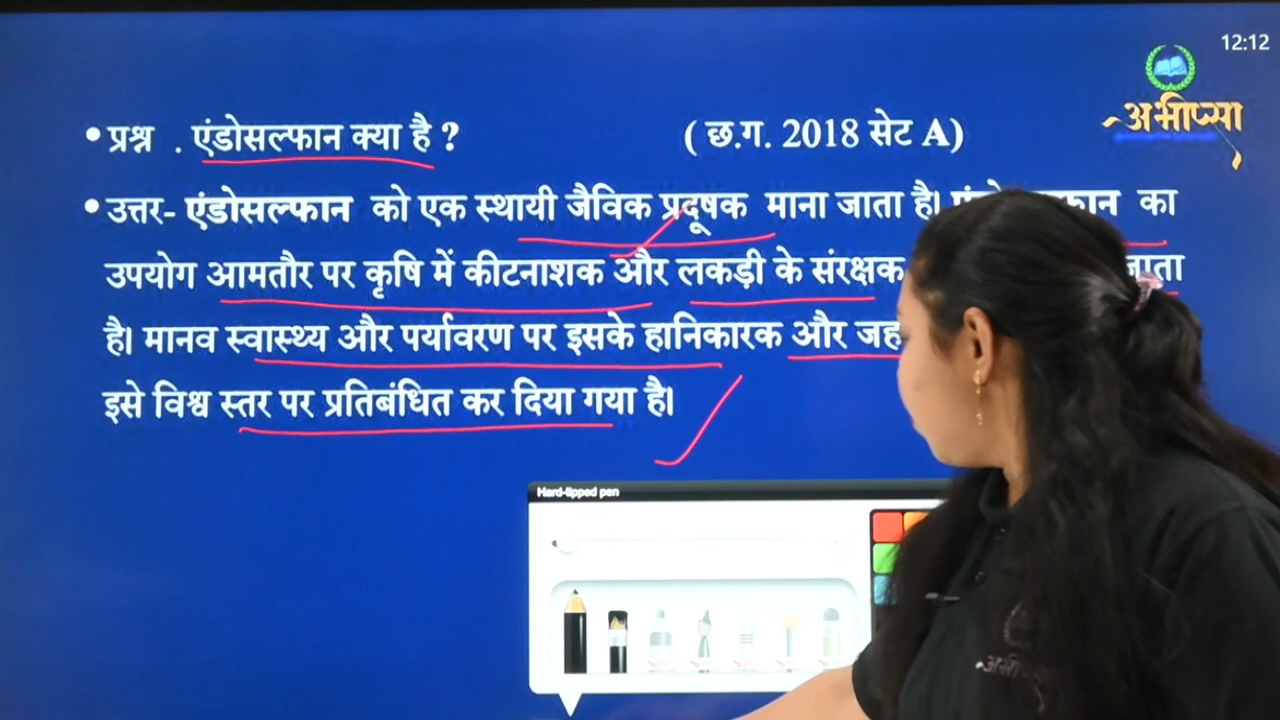 12:12
अभीप्सा
• प्रश्न . एंडोसल्फान क्या है ? ( छ.ग. 2018 सेट A)
• उत्तर- एंडोसल्फान को एक स्थायी जैविक प्रदूषक माना जाता है। का
उपयोग आमतौर पर कृषि में कीटनाशक और लकड़ी के संरक्षक जाता
है। मानव स्वास्थ्य और पर्यावरण पर इसके हानिकारक और
इसे विश्व स्तर पर प्रतिबंधित कर दिया गया है।
Hard-tipped pen